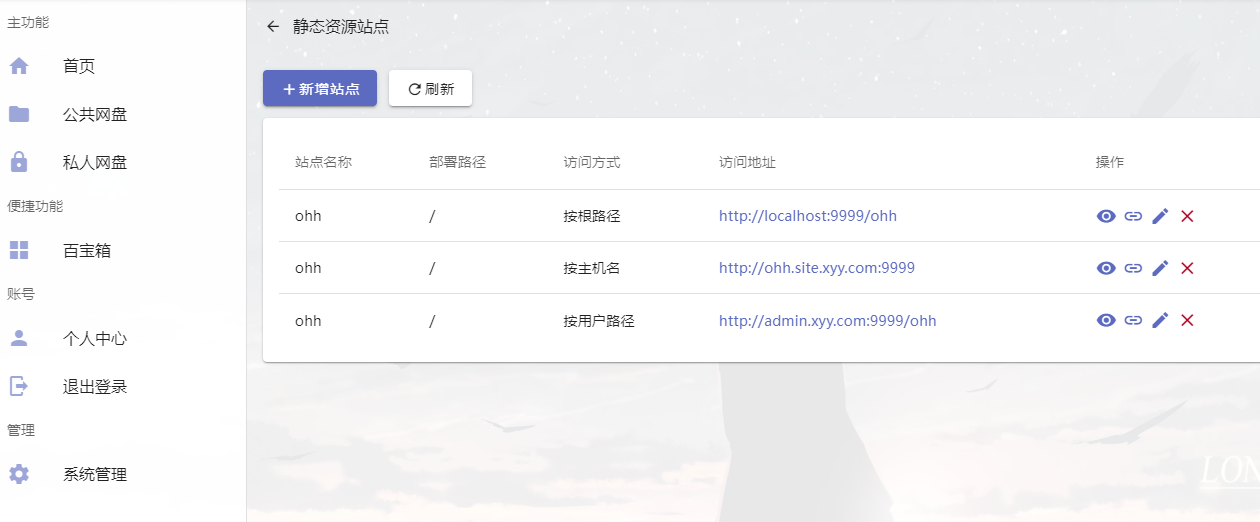 主功能
首页
公共网盘
私人网盘
便捷功能
百宝箱
账号
个人中心
退出登录
管理
系统管理
静态资源站点
新增站点 刷新
站点名称 部署路径 访问方式 访问地址 操作
ohh / 按根路径 http://localhost:9999/ohh
ohh / 按主机名 http://ohh.site.xyy.com:9999
ohh / 按用户路径 http://admin.xyy.com:9999/ohh
LON